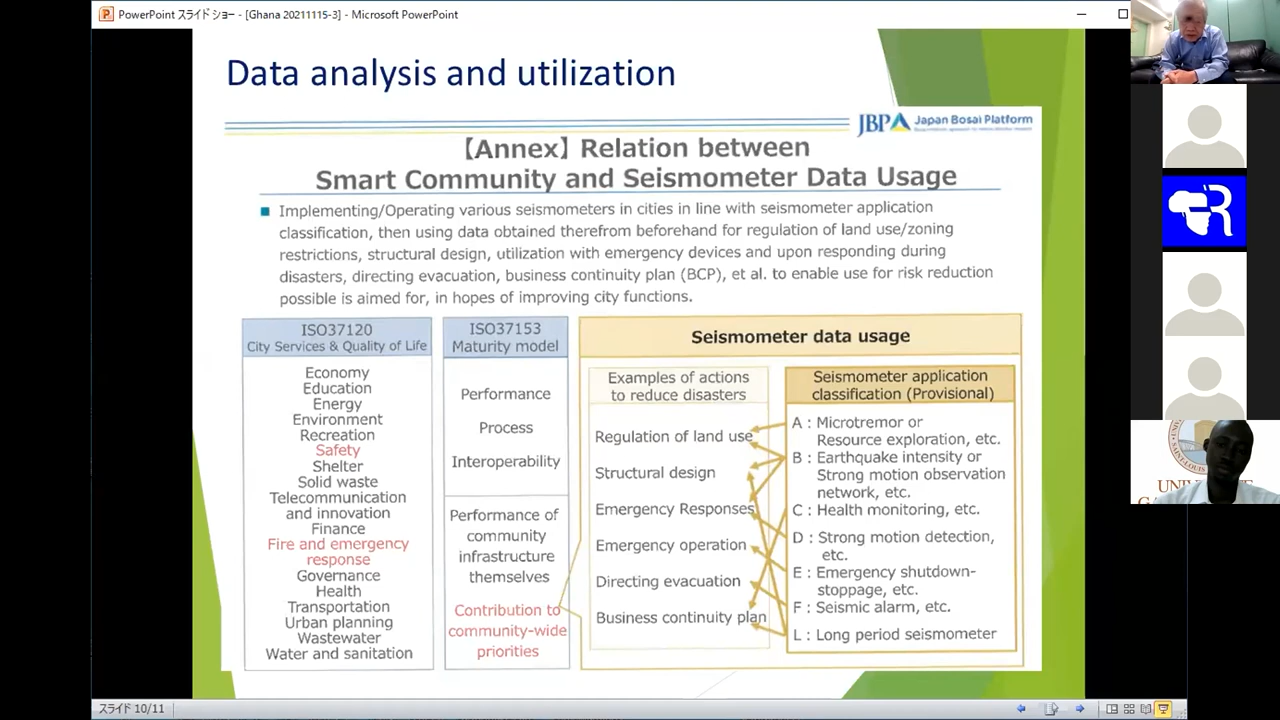 PowerPoint スライド ショー - [Ghana 20211115-3] - Microsoft PowerPoint
Data analysis and utilization
JBPA Japan Bosai Platform
【Annex】Relation between
Smart Community and Seismometer Data Usage
Implementing/Operating various seismometers in cities in line with seismometer application
classification, then using data obtained therefrom beforehand for regulation of land use/zoning
restrictions, structural design, utilization with emergency devices and upon responding during
disasters, directing evacuation, business continuity plan (BCP), et al. to enable use for risk reduction
possible is aimed for, in hopes of improving city functions.
ISO37120
City Services & Quality of Life
Economy
Education
Energy
Environment
Recreation
Safety
Shelter
Solid waste
Telecommunication
and innovation
Finance
Fire and emergency
response
Governance
Health
Transportation
Urban planning
Wastewater
Water and sanitation
ISO37153
Maturity model
Performance
Process
Interoperability
Performance of
community
infrastructure
themselves
Contribution to
community-wide
priorities
Seismometer data usage
Examples of actions
to reduce disasters
Regulation of land use
Structural design
Emergency Responses
Emergency operation
Directing evacuation
Business continuity plan
Seismometer application
classification (Provisional)
A : Microtremor or
Resource exploration, etc.
B : Earthquake intensity or
Strong motion observation
network, etc.
C : Health monitoring, etc.
D : Strong motion detection,
etc.
E : Emergency shutdown-
stoppage, etc.
F : Seismic alarm, etc.
L : Long period seismometer
スライド 10/11
R